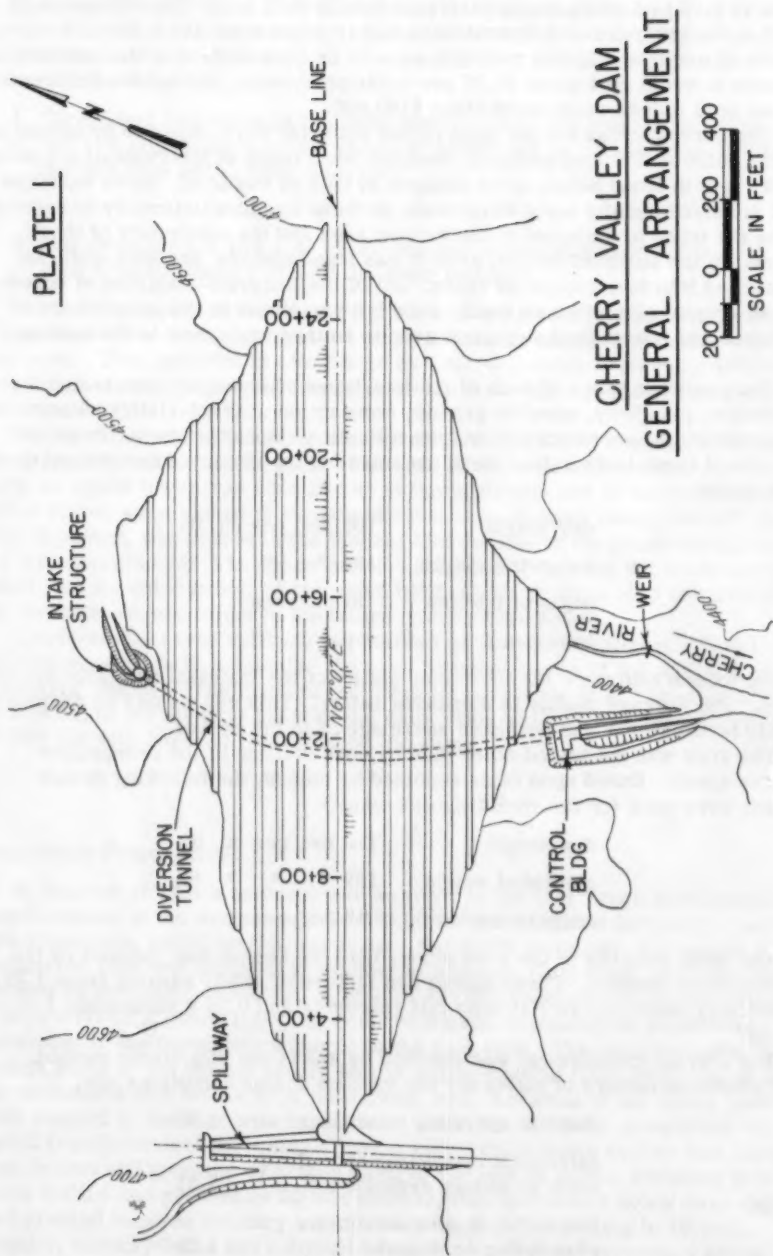 PLATE I
N
4700
4600
4500
4500
4600
4700
4400
4400
BASE LINE
INTAKE
STRUCTURE
DIVERSION
TUNNEL
SPILLWAY
4+00
8+00
12+00
16+00
20+00
24+00
CONTROL
BLDG
WEIR
CHERRY
RIVER
CHERRY VALLEY DAM
GENERAL ARRANGEMENT
200 0 200 400
SCALE IN FEET